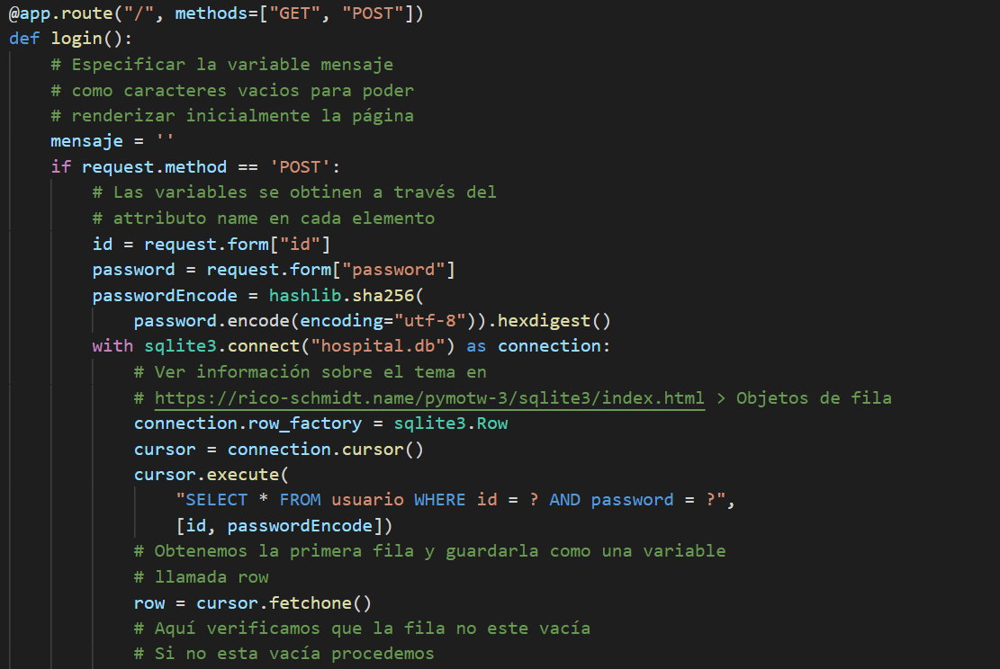 @app.route("/", methods=["GET", "POST"])
def login():
    # Especificar la variable mensaje
    # como caracteres vacios para poder
    # renderizar inicialmente la página
    mensaje = ''
    if request.method == 'POST':
        # Las variables se obtinen a través del
        # attributo name en cada elemento
        id = request.form["id"]
        password = request.form["password"]
        passwordEncode = hashlib.sha256(
            password.encode(encoding="utf-8")).hexdigest()
        with sqlite3.connect("hospital.db") as connection:
            # Ver información sobre el tema en
            # https://rico-schmidt.name/pymotw-3/sqlite3/index.html > Objetos de fila
            connection.row_factory = sqlite3.Row
            cursor = connection.cursor()
            cursor.execute(
                "SELECT * FROM usuario WHERE id = ? AND password = ?",
                [id, passwordEncode])
            # Obtenemos la primera fila y guardarla como una variable
            # llamada row
            row = cursor.fetchone()
            # Aquí verificamos que la fila no este vacía
            # Si no esta vacía procedemos